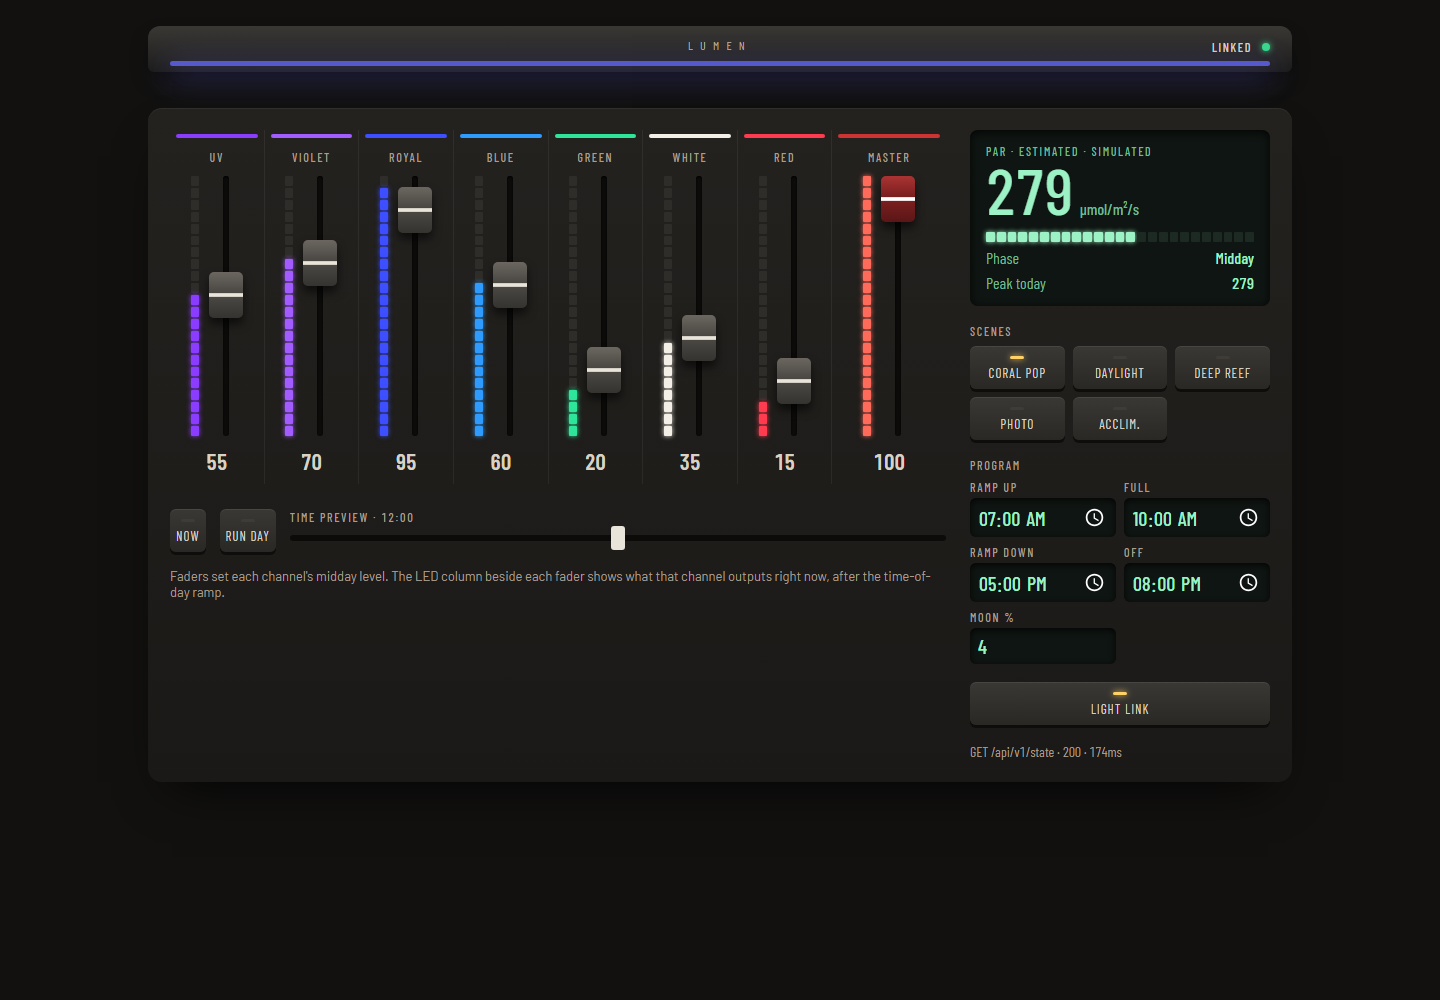 LUMEN
LINKED
UV
VIOLET
ROYAL
BLUE
GREEN
WHITE
RED
MASTER
55
70
95
60
20
35
15
100
NOW
RUN DAY
TIME PREVIEW · 12:00
Faders set each channel's midday level. The LED column beside each fader shows what that channel outputs right now, after the time-of-
day ramp.
PAR · ESTIMATED · SIMULATED
279 µmol/m²/s
Phase Midday
Peak today 279
SCENES
CORAL POP
DAYLIGHT
DEEP REEF
PHOTO
ACCLIM.
PROGRAM
RAMP UP
FULL
07:00 AM
10:00 AM
RAMP DOWN
OFF
05:00 PM
08:00 PM
MOON %
4
LIGHT LINK
GET /api/v1/state · 200 · 174ms